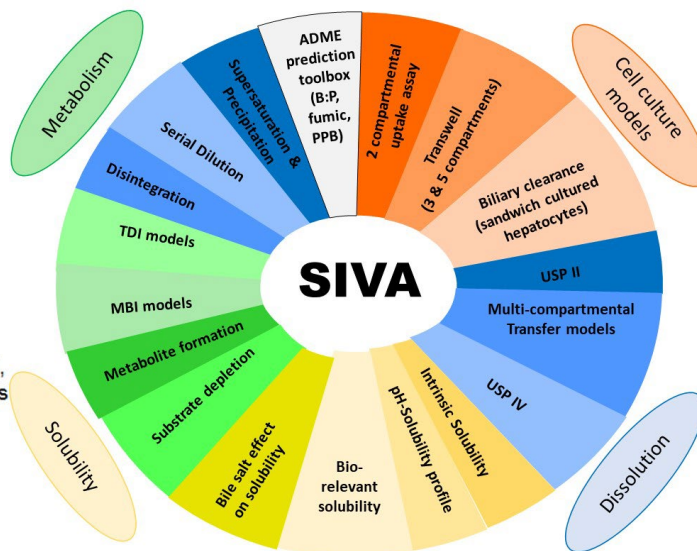 Metabolism
Cell culture
models
ADME
prediction
toolbox
(B:P,
fumic,
PPB)
2 compartmental
uptake assay
Transwell
(3 & 5 compartments)
Biliary clearance
(sandwich cultured
hepatocytes)
USP II
Multi-compartmental
Transfer models
USP IV
Intrinsic Solubility
pH-Solubility profile
Bio-
relevant
solubility
Bile salt effect
on solubility
Substrate depletion
Metabolite formation
MBI models
TDI models
Disintegration
Serial Dilution
Supersaturation &
Precipitation
SIVA
Solubility
Dissolution